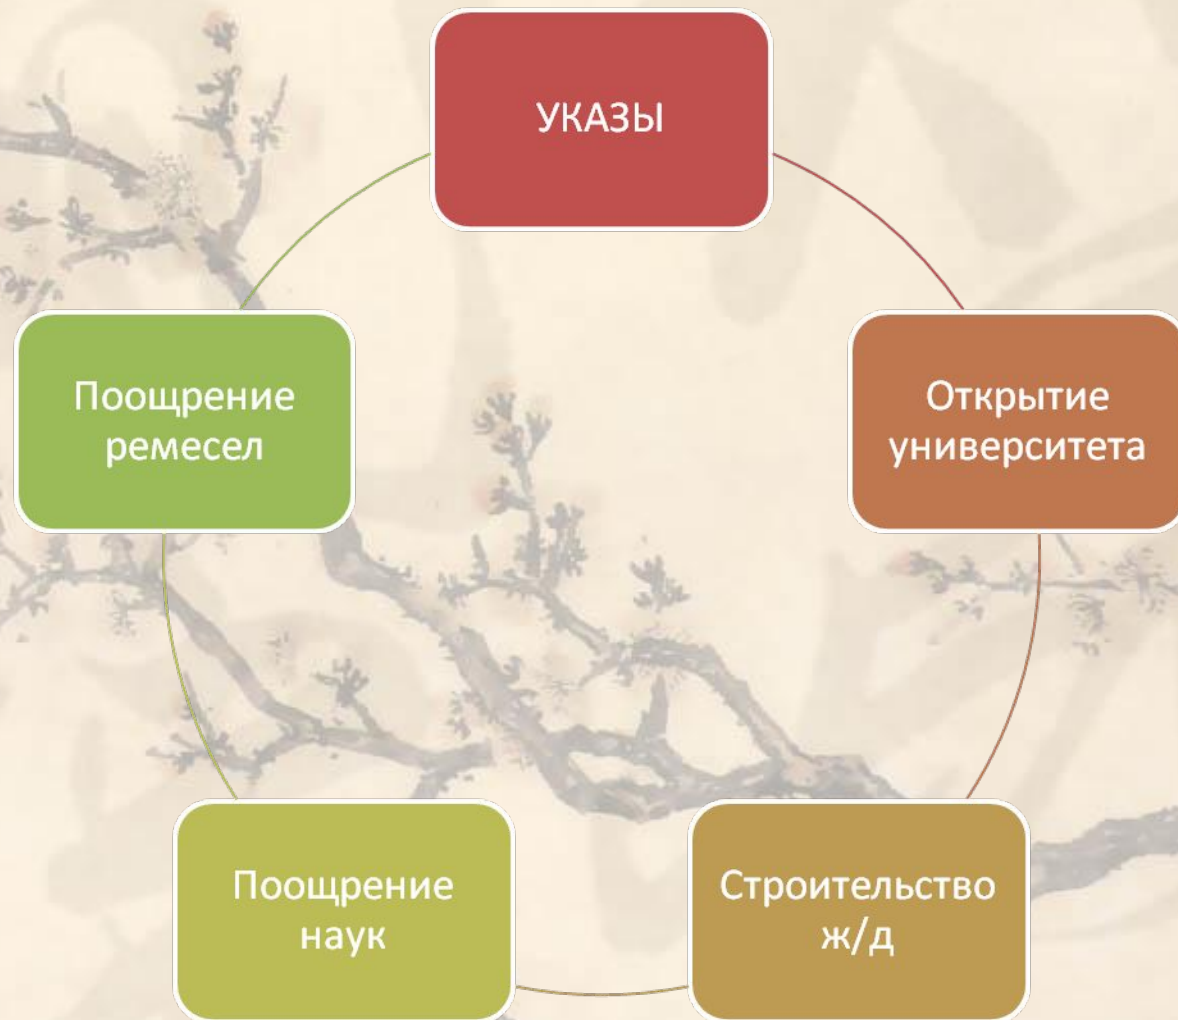 УКАЗЫ
Открытие
университета
Строительство
ж/д
Поощрение
наук
Поощрение
ремесел